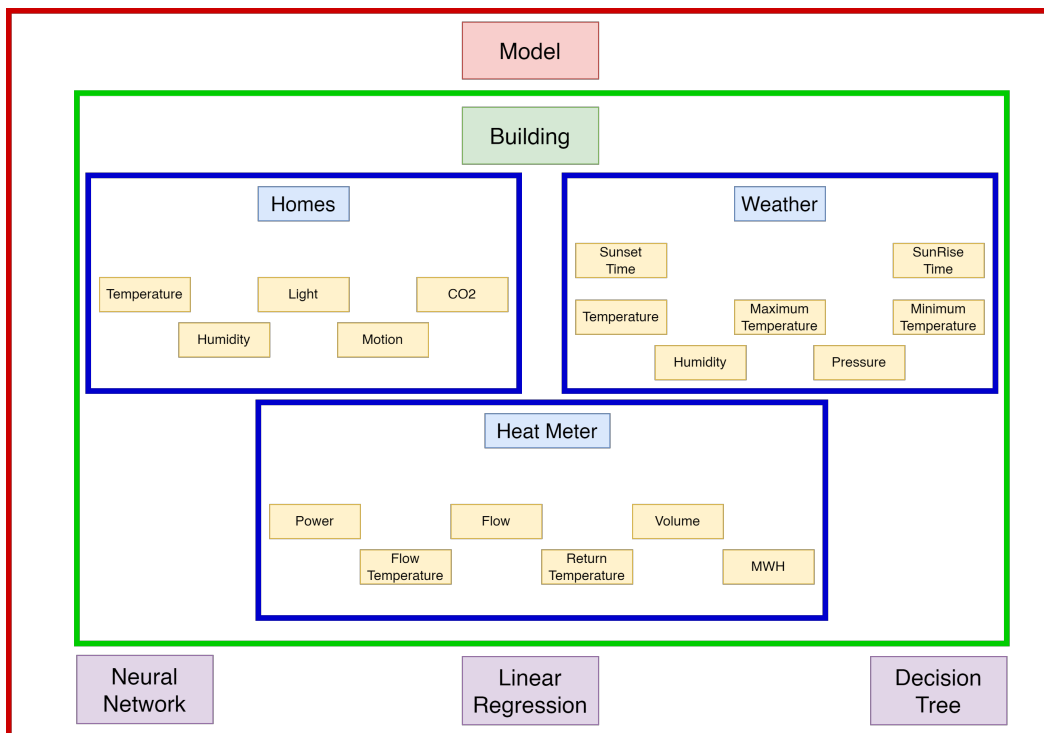 Model
Building
Homes
Temperature
Light
CO2
Humidity
Motion
Weather
Sunset
Time
SunRise
Time
Temperature
Maximum
Temperature
Minimum
Temperature
Humidity
Pressure
Heat Meter
Power
Flow
Volume
Flow
Temperature
Return
Temperature
MWH
Neural
Network
Linear
Regression
Decision
Tree